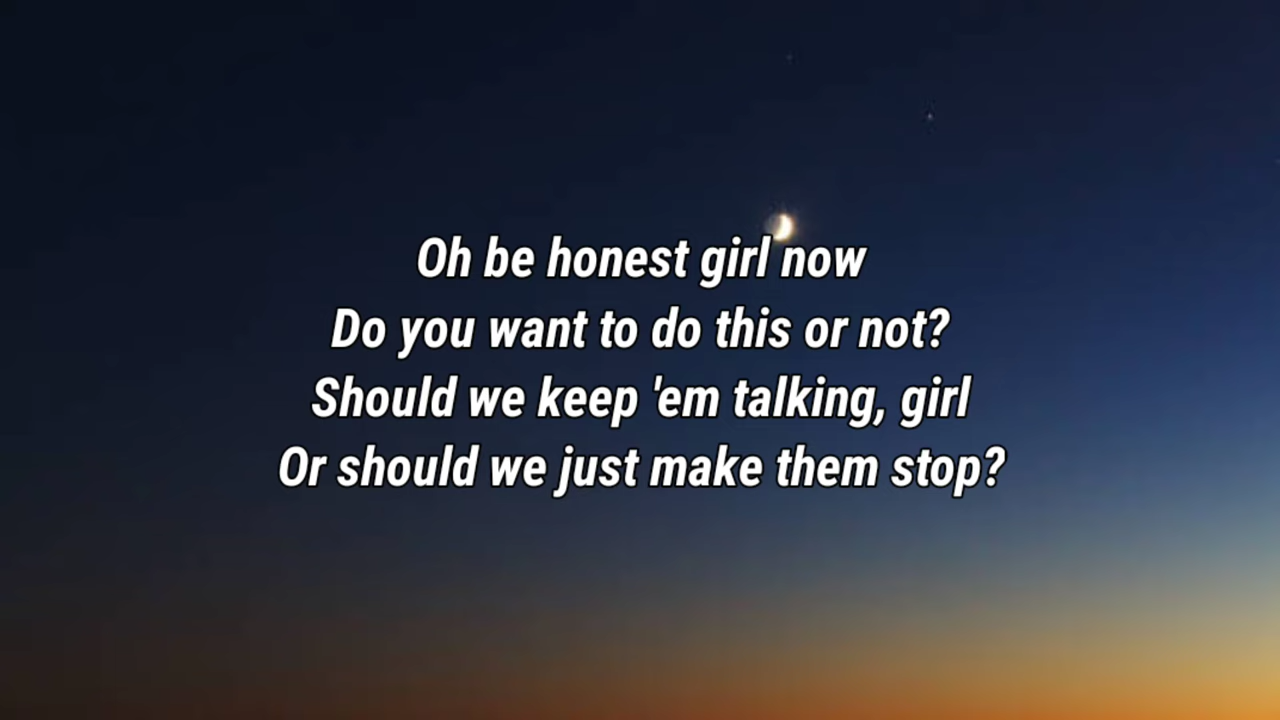 Oh be honest girl now
Do you want to do this or not?
Should we keep 'em talking, girl
Or should we just make them stop?